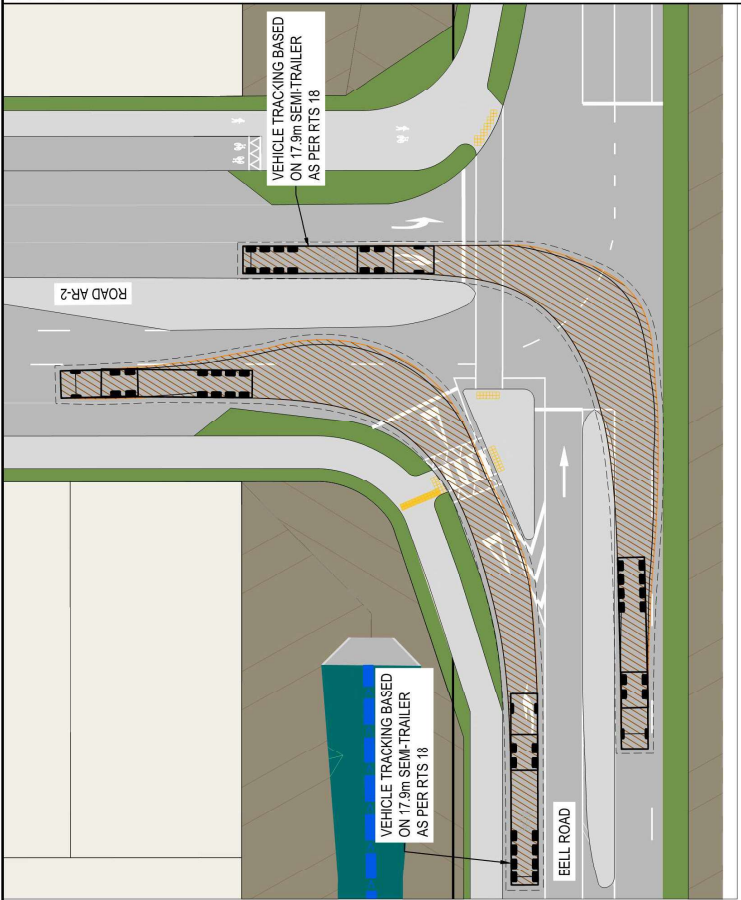 VEHICLE TRACKING BASED
ON 17.9m SEMI-TRAILER
AS PER RTS 18
ROAD AR-2
VEHICLE TRACKING BASED
ON 17.9m SEMI-TRAILER
AS PER RTS 18
EELL ROAD